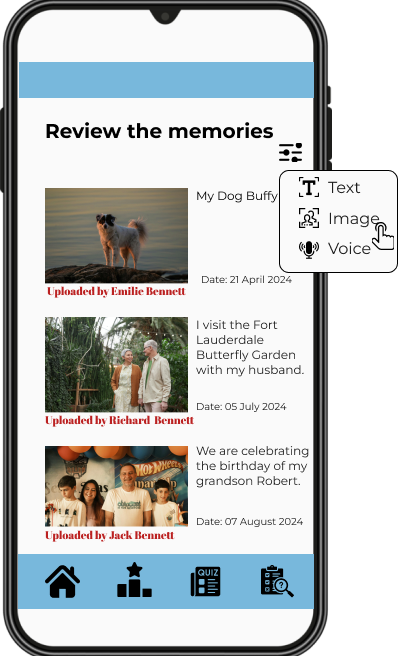 Review the memories
Text
Image
Voice
My Dog Buffy
Date: 21 April 2024
Uploaded by Emilie Bennett
I visit the Fort
Lauderdale
Butterfly Garden
with my husband.
Date: 05 July 2024
Uploaded by Richard Bennett
We are celebrating
the birthday of my
grandson Robert.
Date: 07 August 2024
Uploaded by Jack Bennett
QUIZ